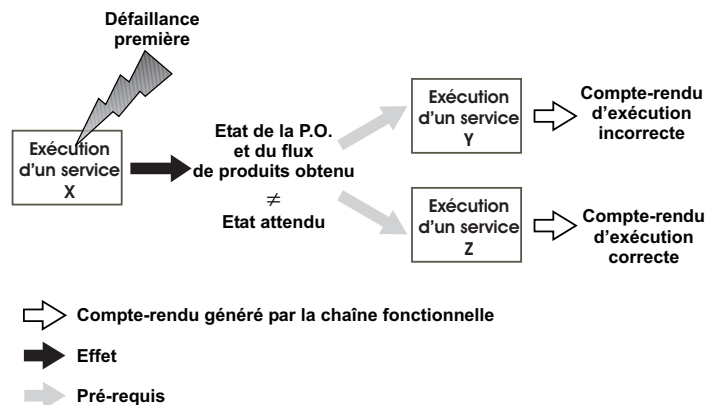 Défaillance
première
Exécution
d'un service
X
Etat de la P.O.
et du flux
de produits obtenu
≠
Etat attendu
Exécution
d'un service
Y
Compte-rendu
d'exécution
incorrecte
Exécution
d'un service
Z
Compte-rendu
d'exécution
correcte
Compte-rendu généré par la chaîne fonctionnelle
Effet
Pré-requis